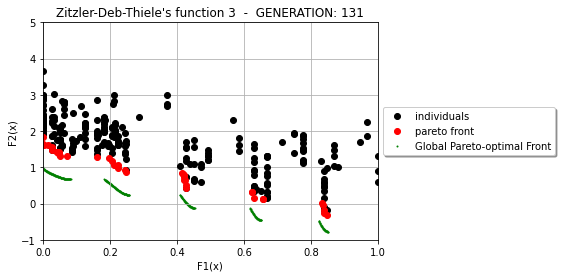 Zitzler-Deb-Thiele's function 3 - GENERATION: 131
5
4
3
2
1
0
−1
F2(x)
0.0 0.2 0.4 0.6 0.8 1.0
F1(x)
individuals
pareto front
Global Pareto-optimal Front